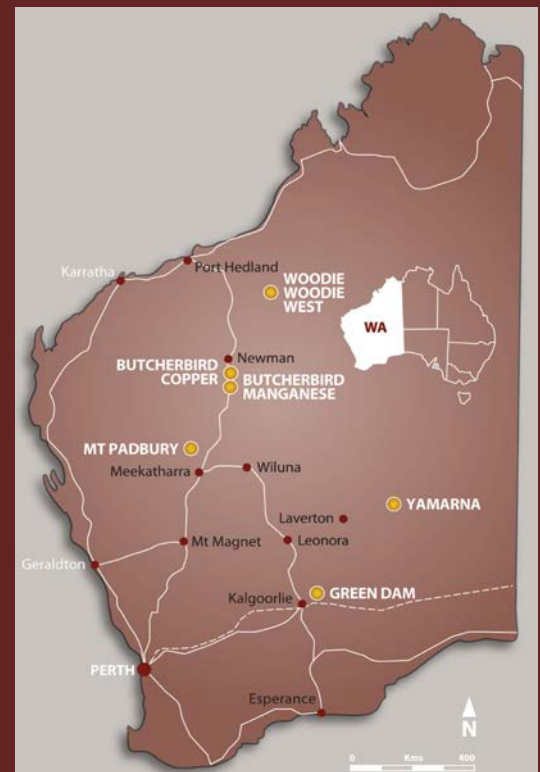 Port Hedland
Karratha
WOODIE
WOODIE
WEST
WA
Newman
BUTCHERBIRD
COPPER
BUTCHERBIRD
MANGANESE
MT PADBURY
Meekatharra
Wiluna
YAMARNA
Laverton
Leonora
Mt Magnet
Geraldton
GREEN DAM
Kalgoorlie
PERTH
Esperance
N
0 Kms 400